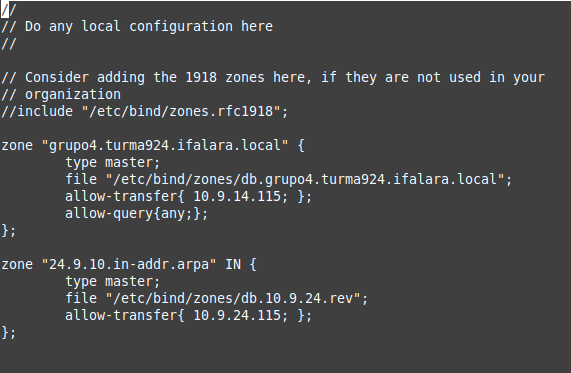 //
// Do any local configuration here
//
// Consider adding the 1918 zones here, if they are not used in your
// organization
//include "/etc/bind/zones.rfc1918";
zone "grupo4.turma924.ifalara.local" {
type master;
file "/etc/bind/zones/db.grupo4.turma924.ifalara.local";
allow-transfer{ 10.9.14.115; };
allow-query{any;};
};
zone "24.9.10.in-addr.arpa" IN {
type master;
file "/etc/bind/zones/db.10.9.24.rev";
allow-transfer{ 10.9.24.115; };
};